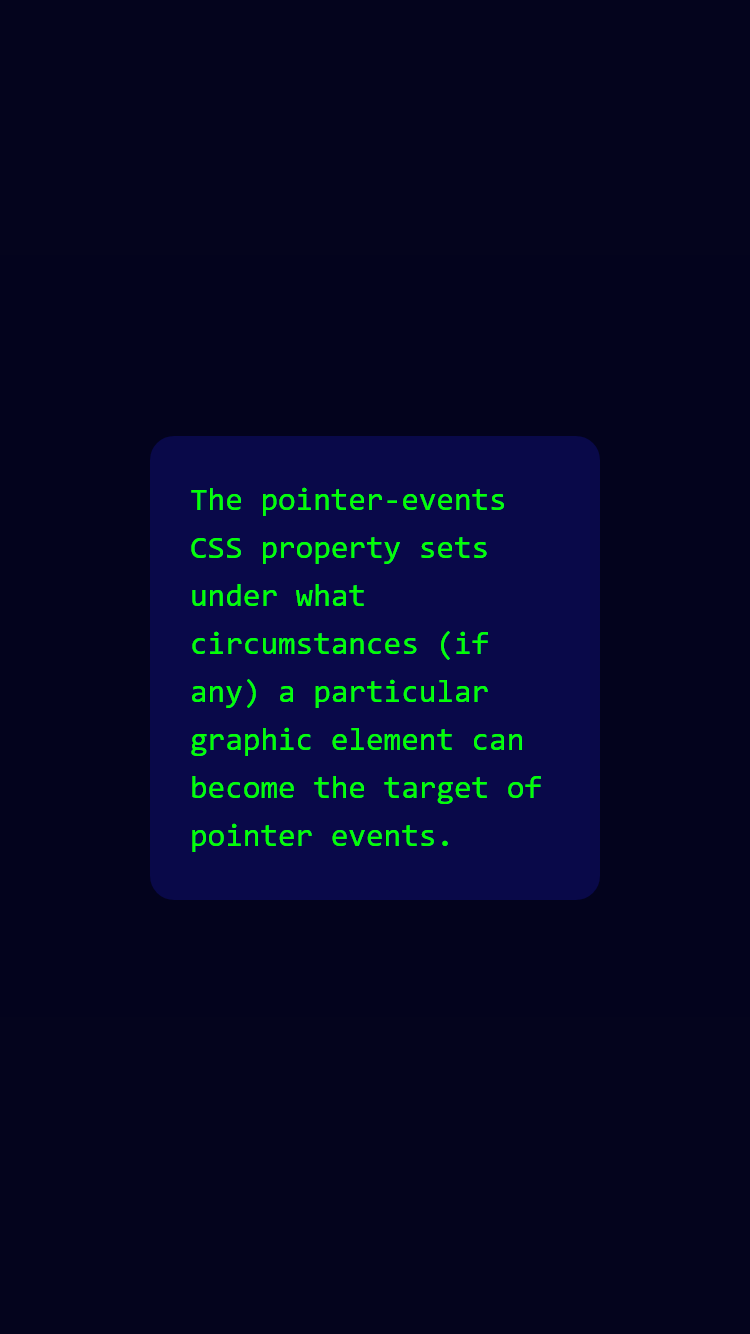 The pointer-events
CSS property sets
under what
circumstances (if
any) a particular
graphic element can
become the target of
pointer events.